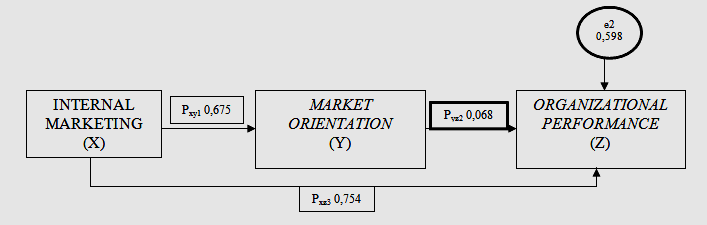 e2
0,598
INTERNAL
MARKETING
(X)
Pxy1 0,675
MARKET
ORIENTATION
(Y)
Pyz2 0,068
ORGANIZATIONAL
PERFORMANCE
(Z)
Pxz3 0,754